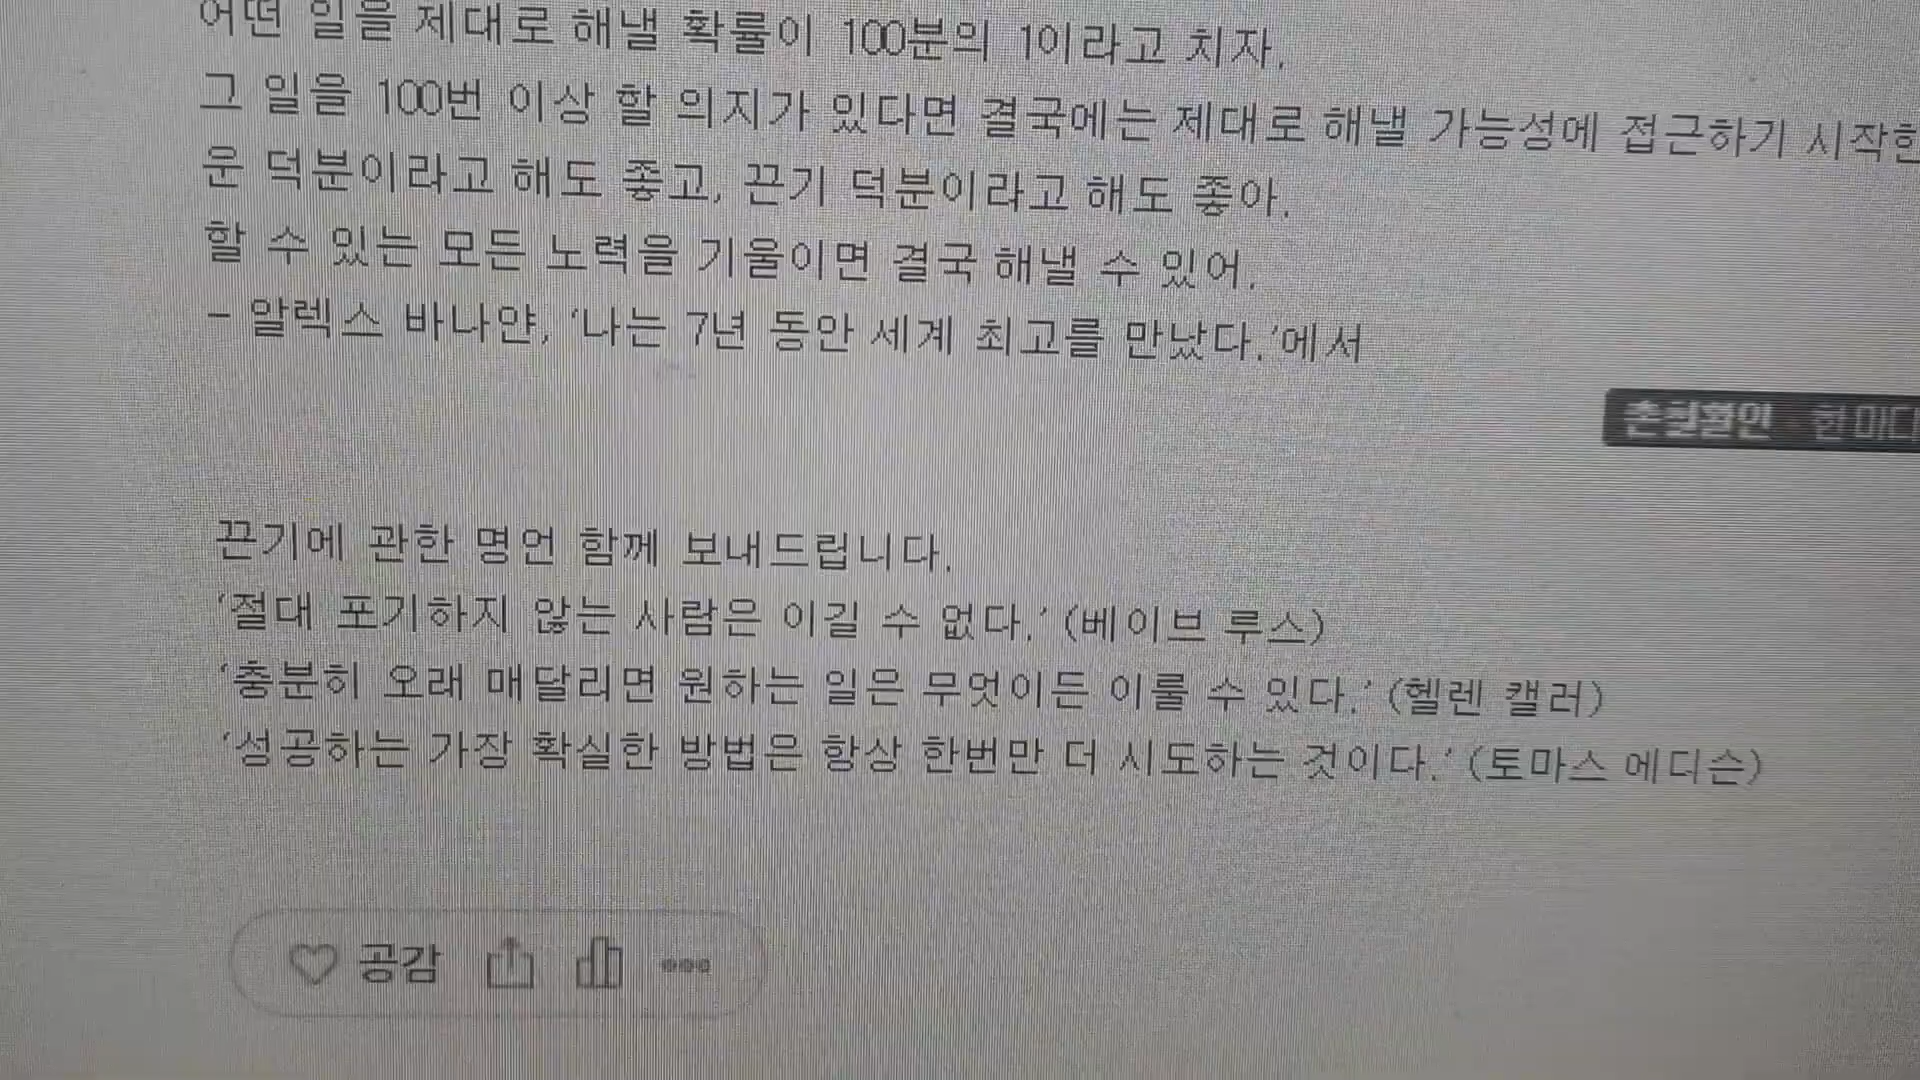 어떤 일을 제대로 해낼 확률이 100분의 1이라고 치자.
그 일을 100번 이상 할 의지가 있다면 결국에는 제대로 해낼 가능성에 접근하기 시작한
운 덕분이라고 해도 좋고, 끈기 덕분이라고 해도 좋아.
할 수 있는 모든 노력을 기울이면 결국 해낼 수 있어.
- 알렉스 바나얀, '나는 7년 동안 세계 최고를 만났다.'에서
한마디
끈기에 관한 명언 함께 보내드립니다.
'절대 포기하지 않는 사람은 이길 수 없다.' (베이브 루스)
'충분히 오래 매달리면 원하는 일은 무엇이든 이룰 수 있다.' (헬렌 캘러)
'성공하는 가장 확실한 방법은 항상 한번만 더 시도하는 것이다.' (토마스 에디슨)
공감